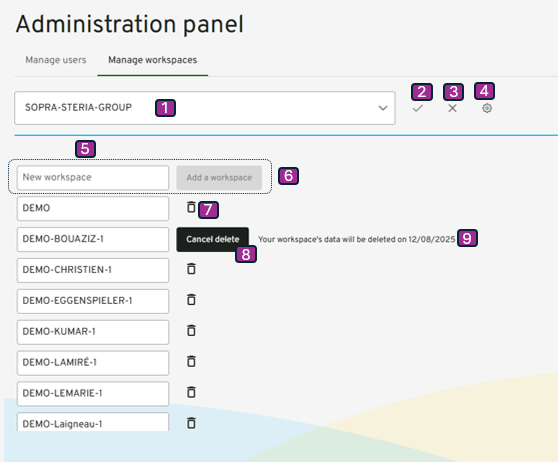 Administration panel
Manage users Manage workspaces
2 3 4
SOPRA-STERIA-GROUP 1
5
New workspace Add a workspace 6
DEMO 7
DEMO-BOUAZIZ-1 Cancel delete Your workspace's data will be deleted on 12/08/2025 9
8
DEMO-CHRISTIEN-1
DEMO-EGGENSPIELER-1
DEMO-KUMAR-1
DEMO-LAMIRÉ-1
DEMO-LEMARIE-1
DEMO-Laigneau-1